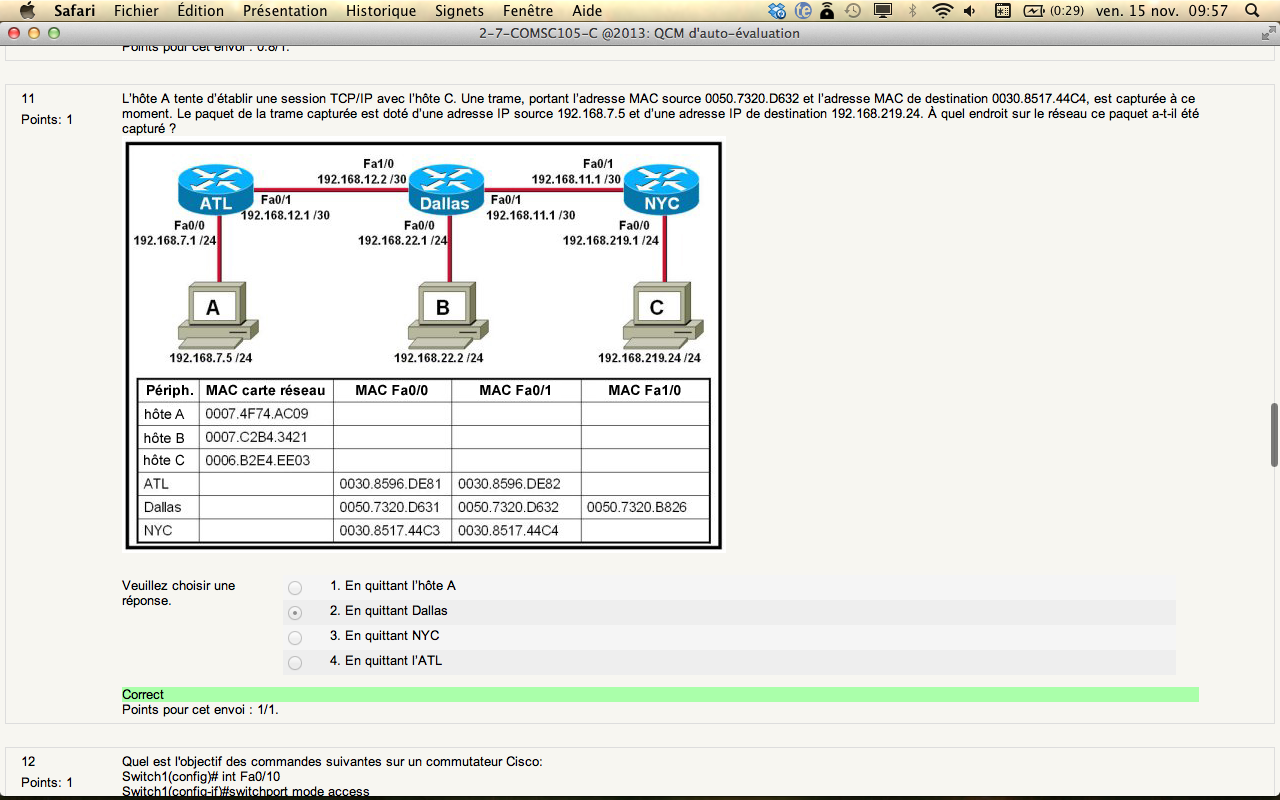 Safari Fichier Édition Présentation Historique Signets Fenêtre Aide (0:29) ven. 15 nov. 09:57
2-7-COMSC105-C @2013: QCM d'auto-évaluation
Points pour cet envoi : 0.8/1.
11
Points: 1
L'hôte A tente d'établir une session TCP/IP avec l'hôte C. Une trame, portant l'adresse MAC source 0050.7320.D632 et l'adresse MAC de destination 0030.8517.44C4, est capturée à ce
moment. Le paquet de la trame capturée est doté d'une adresse IP source 192.168.7.5 et d'une adresse IP de destination 192.168.219.24. À quel endroit sur le réseau ce paquet a-t-il été
capturé ?
Fa1/0 Fa0/1
192.168.12.2 /30 192.168.11.1 /30
ATL Dallas NYC
Fa0/1 Fa0/1
192.168.12.1 /30 192.168.11.1 /30
Fa0/0 Fa0/0 Fa0/0
192.168.7.1 /24 192.168.22.1 /24 192.168.219.1 /24
A B C
192.168.7.5 /24 192.168.22.2 /24 192.168.219.24 /24
Périph. MAC carte réseau MAC Fa0/0 MAC Fa0/1 MAC Fa1/0
hôte A 0007.4F74.AC09
hôte B 0007.C2B4.3421
hôte C 0006.B2E4.EE03
ATL 0030.8596.DE81 0030.8596.DE82
Dallas 0050.7320.D631 0050.7320.D632 0050.7320.B826
NYC 0030.8517.44C3 0030.8517.44C4
Veuillez choisir une
réponse.
1. En quittant l'hôte A
2. En quittant Dallas
3. En quittant NYC
4. En quittant l'ATL
Correct
Points pour cet envoi : 1/1.
12
Points: 1
Quel est l'objectif des commandes suivantes sur un commutateur Cisco:
Switch1(config)# int Fa0/10
Switch1(config-if)#switchport mode access